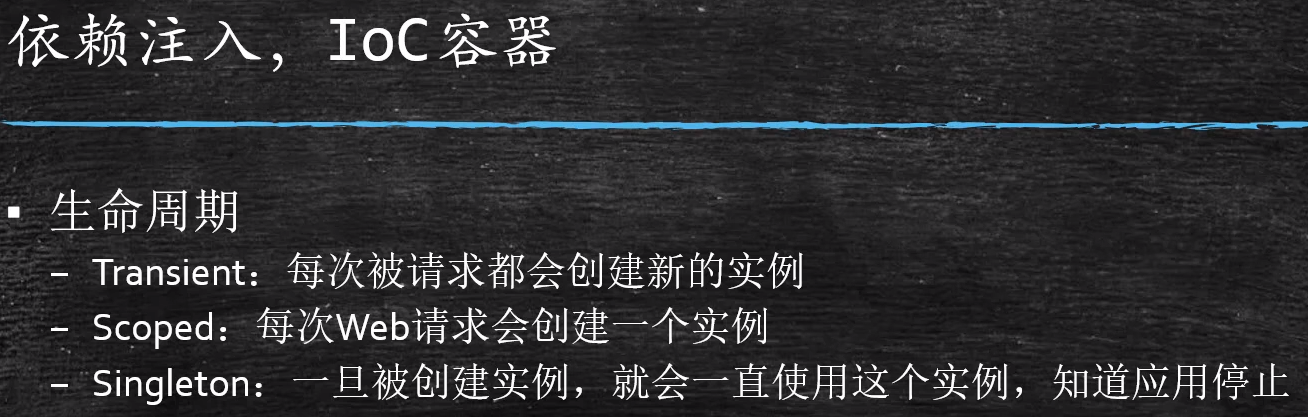 依赖注入，IoC容器
▪ 生命周期
– Transient：每次被请求都会创建新的实例
– Scoped：每次Web请求会创建一个实例
– Singleton：一旦被创建实例，就会一直使用这个实例，知道应用停止